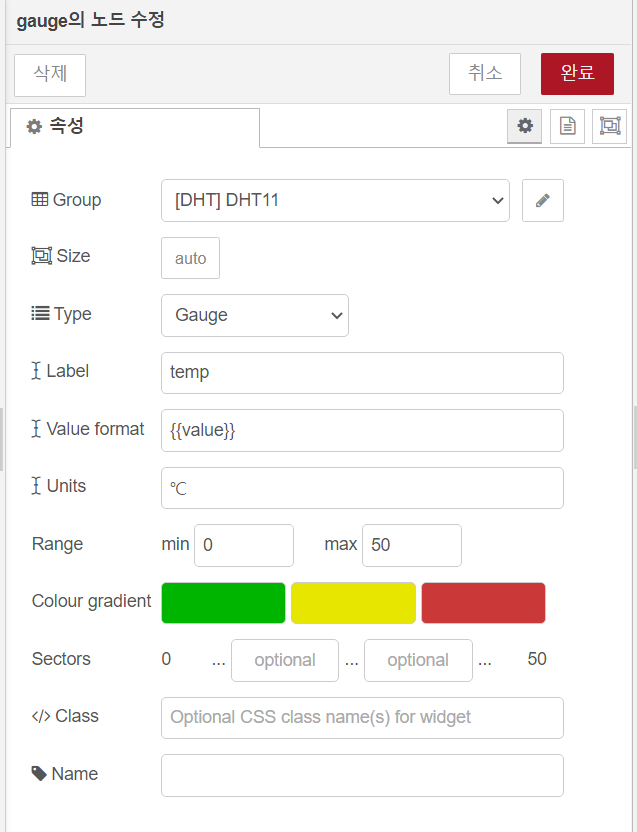 gauge의 노드 수정
삭제 취소 완료
속성
Group [DHT] DHT11
Size auto
Type Gauge
Label temp
Value format {{value}}
Units ℃
Range min 0 max 50
Colour gradient
Sectors 0 ... optional ... optional ... 50
</> Class Optional CSS class name(s) for widget
Name